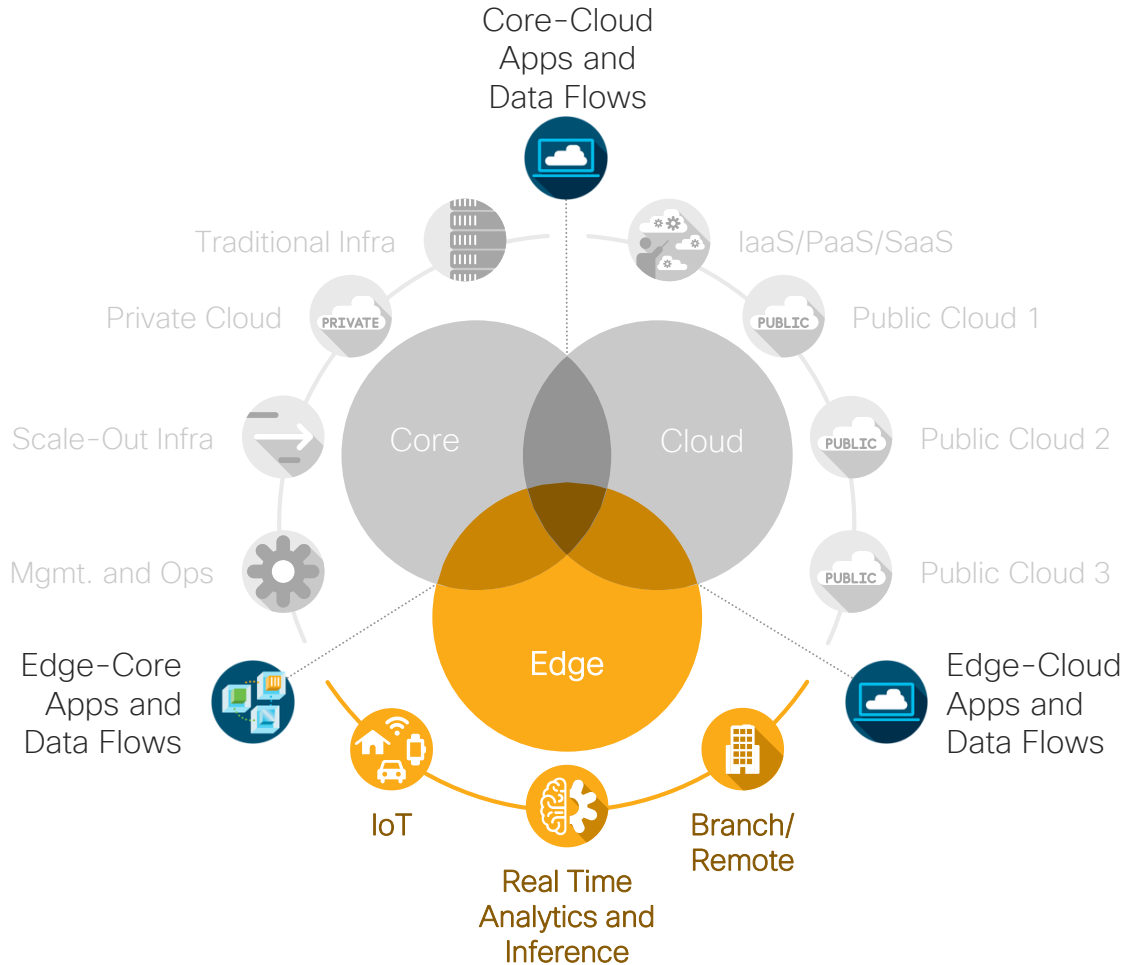 Core-Cloud
Apps and
Data Flows
Traditional Infra
IaaS/PaaS/SaaS
Private Cloud
PRIVATE
PUBLIC
Public Cloud 1
Scale-Out Infra
Core
Cloud
PUBLIC
Public Cloud 2
Mgmt. and Ops
PUBLIC
Public Cloud 3
Edge
Edge-Core
Apps and
Data Flows
Edge-Cloud
Apps and
Data Flows
IoT
Real Time
Analytics and
Inference
Branch/
Remote